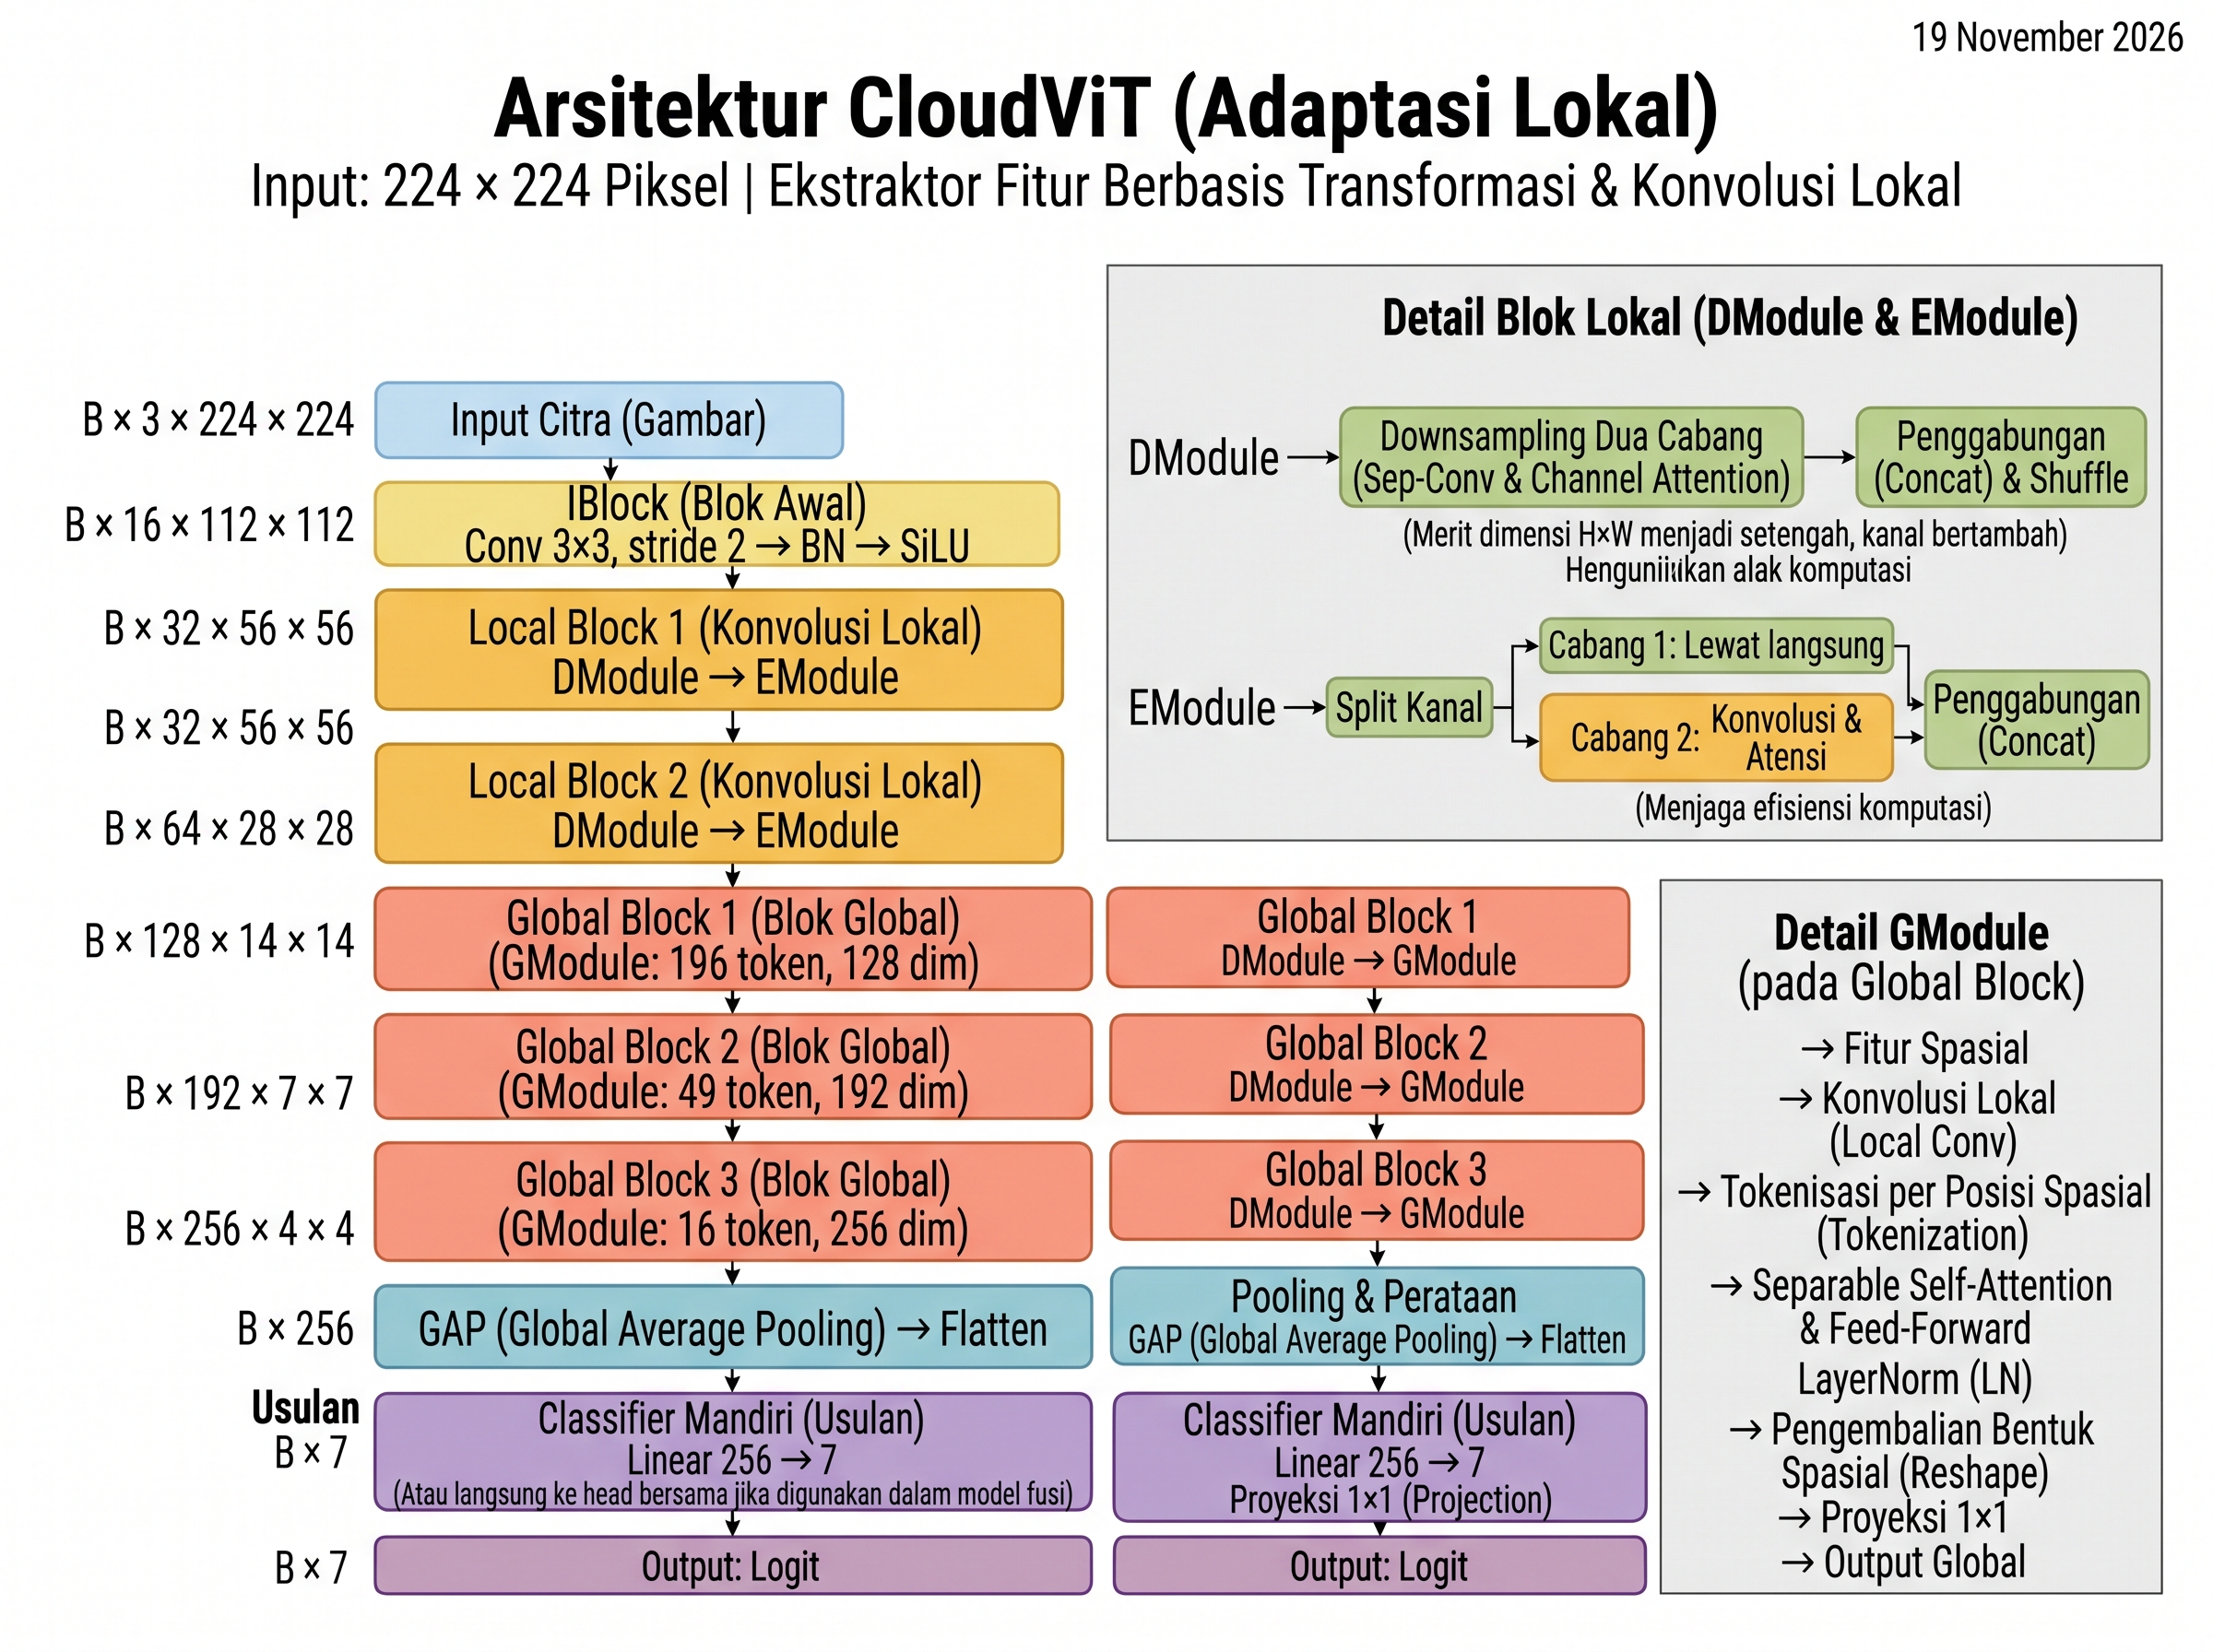 19 November 2026
Arsitektur CloudViT (Adaptasi Lokal)
Input: 224 × 224 Piksel | Ekstraktor Fitur Berbasis Transformasi & Konvolusi Lokal
B × 3 × 224 × 224
Input Citra (Gambar)
B × 16 × 112 × 112
IBlock (Blok Awal)
Conv 3×3, stride 2 → BN → SiLU
B × 32 × 56 × 56
Local Block 1 (Konvolusi Lokal)
DModule → EModule
B × 32 × 56 × 56
Local Block 2 (Konvolusi Lokal)
DModule → EModule
B × 64 × 28 × 28
B × 128 × 14 × 14
Global Block 1 (Blok Global)
(GModule: 196 token, 128 dim)
B × 192 × 7 × 7
Global Block 2 (Blok Global)
(GModule: 49 token, 192 dim)
B × 256 × 4 × 4
Global Block 3 (Blok Global)
(GModule: 16 token, 256 dim)
B × 256
GAP (Global Average Pooling) → Flatten
Usulan
B × 7
Classifier Mandiri (Usulan)
Linear 256 → 7
(Atau langsung ke head bersama jika digunakan dalam model fusi)
B × 7
Output: Logit
Detail Blok Lokal (DModule & EModule)
DModule
Downsampling Dua Cabang
(Sep-Conv & Channel Attention)
Penggabungan
(Concat) & Shuffle
(Merit dimensi H×W menjadi setengah, kanal bertambah)
alak komputasi
EModule
Split Kanal
Cabang 1: Lewat langsung
Cabang 2: Konvolusi &
Atensi
Penggabungan
(Concat)
(Menjaga efisiensi komputasi)
Global Block 1
DModule → GModule
Global Block 2
DModule → GModule
Global Block 3
DModule → GModule
Pooling & Perataan
GAP (Global Average Pooling) → Flatten
Classifier Mandiri (Usulan)
Linear 256 → 7
Proyeksi 1×1 (Projection)
Output: Logit
Detail GModule
(pada Global Block)
→ Fitur Spasial
→ Konvolusi Lokal
(Local Conv)
→ Tokenisasi per Posisi Spasial
(Tokenization)
→ Separable Self-Attention
& Feed-Forward
LayerNorm (LN)
→ Pengembalian Bentuk
Spasial (Reshape)
→ Proyeksi 1×1
→ Output Global